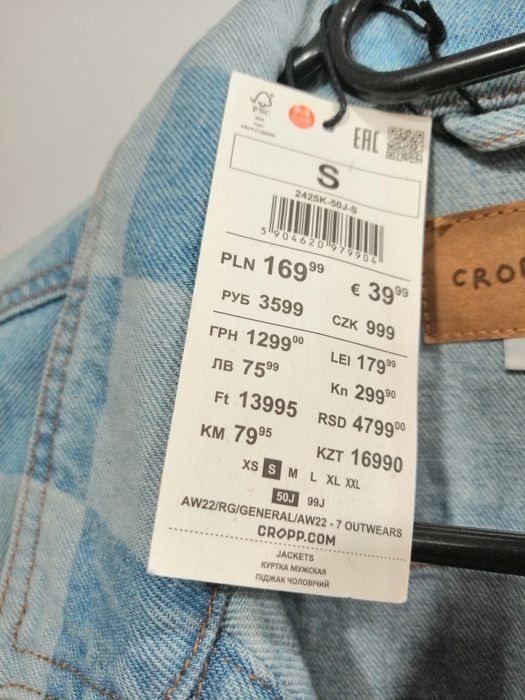 FSC
EAC
S
2425K-50J-S
5 904620 979904
PLN 169⁹⁹
€ 39⁹⁹
РУБ 3599
CZK 999
ГРН 1299⁰⁰
LEI 179⁹⁹
ЛВ 75⁹⁹
Kn 299⁹⁰
Ft 13995
RSD 4799⁰⁰
KM 79⁹⁵
KZT 16990
XS S M L XL XXL
50J 99J
AW22/RG/GENERAL/AW22 - 7 OUTWEARS
CROPP.COM
JACKETS
КУРТКА МУЖСКАЯ
ПІДЖАК ЧОЛОВІЧИЙ
CROP